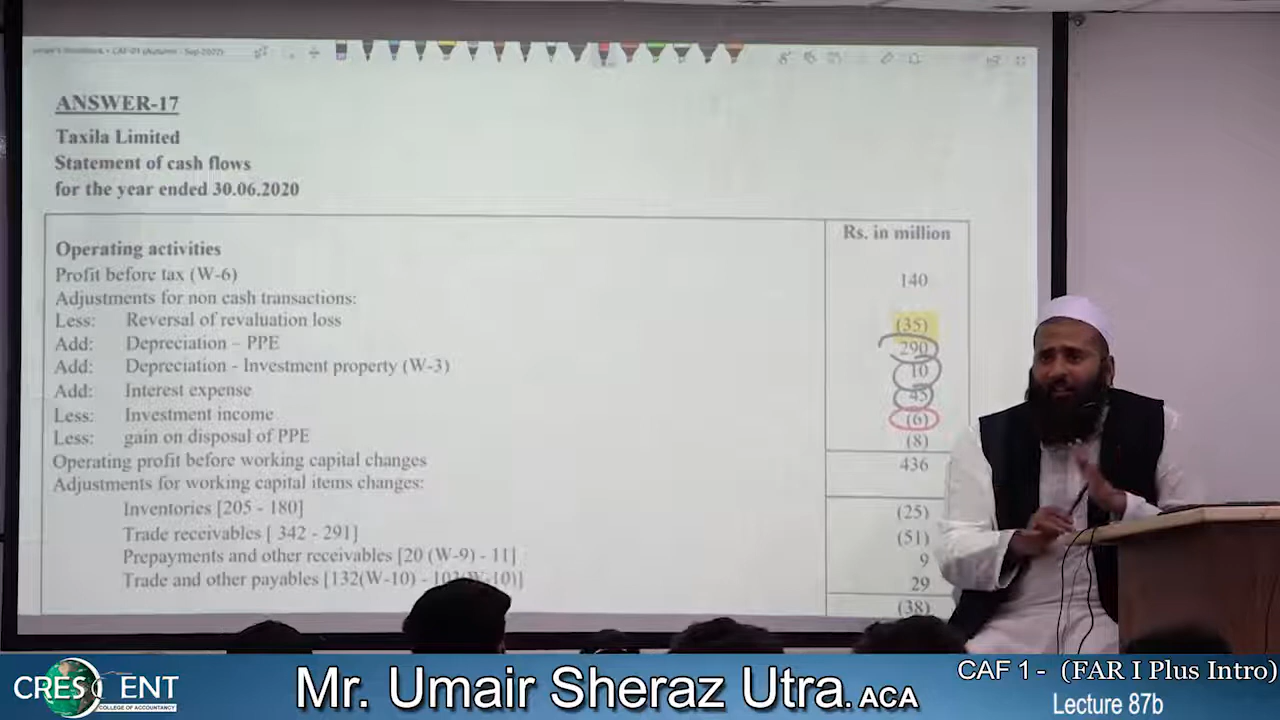 ANSWER-17
Taxila Limited
Statement of cash flows
for the year ended 30.06.2020
Rs. in million
Operating activities
Profit before tax (W-6) 140
Adjustments for non cash transactions:
Less: Reversal of revaluation loss (35)
Add: Depreciation – PPE 290
Add: Depreciation - Investment property (W-3) 10
Add: Interest expense 45
Less: Investment income (6)
Less: gain on disposal of PPE (8)
Operating profit before working capital changes 436
Adjustments for working capital items changes:
Inventories [205 - 180] (25)
Trade receivables [ 342 - 291] (51)
Prepayments and other receivables [20 (W-9) - 11] 9
Trade and other payables [132(W-10) - 103(W-10)] 29
(38)
CRESCENT
COLLEGE OF ACCOUNTANCY
Mr. Umair Sheraz Utra. ACA
CAF 1 - (FAR I Plus Intro)
Lecture 87b